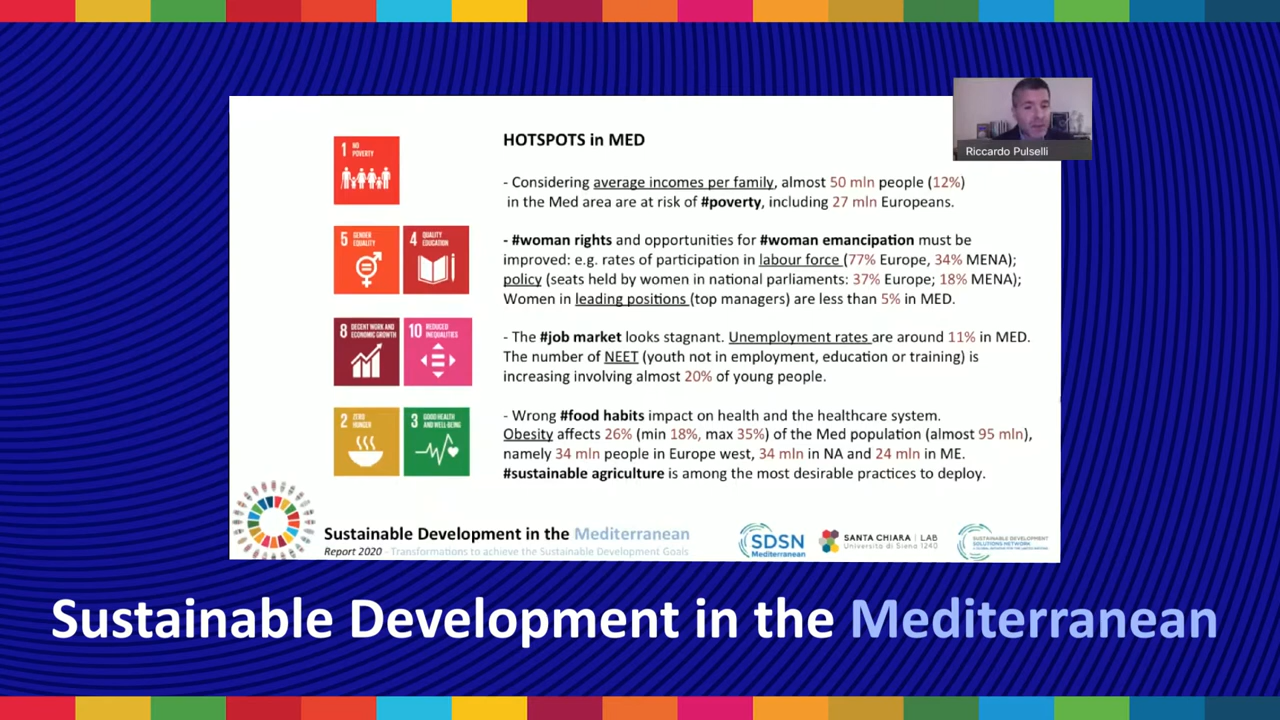 Riccardo Pulselli
HOTSPOTS in MED
1 NO POVERTY
- Considering average incomes per family, almost 50 mln people (12%)
in the Med area are at risk of #poverty, including 27 mln Europeans.
5 GENDER EQUALITY
4 QUALITY EDUCATION
- #woman rights and opportunities for #woman emancipation must be
improved: e.g. rates of participation in labour force (77% Europe, 34% MENA);
policy (seats held by women in national parliaments: 37% Europe; 18% MENA);
Women in leading positions (top managers) are less than 5% in MED.
8 DECENT WORK AND ECONOMIC GROWTH
10 REDUCED INEQUALITIES
- The #job market looks stagnant. Unemployment rates are around 11% in MED.
The number of NEET (youth not in employment, education or training) is
increasing involving almost 20% of young people.
2 ZERO HUNGER
3 GOOD HEALTH AND WELL-BEING
- Wrong #food habits impact on health and the healthcare system.
Obesity affects 26% (min 18%, max 35%) of the Med population (almost 95 mln),
namely 34 mln people in Europe west, 34 mln in NA and 24 mln in ME.
#sustainable agriculture is among the most desirable practices to deploy.
Sustainable Development in the Mediterranean
Report 2020 - Transformations to achieve the Sustainable Development Goals
SDSN
Mediterranean
SANTA CHIARA | LAB
Università di Siena 1240
SUSTAINABLE DEVELOPMENT
SOLUTIONS NETWORK
A GLOBAL INITIATIVE FOR THE UNITED NATIONS
Sustainable Development in the Mediterranean